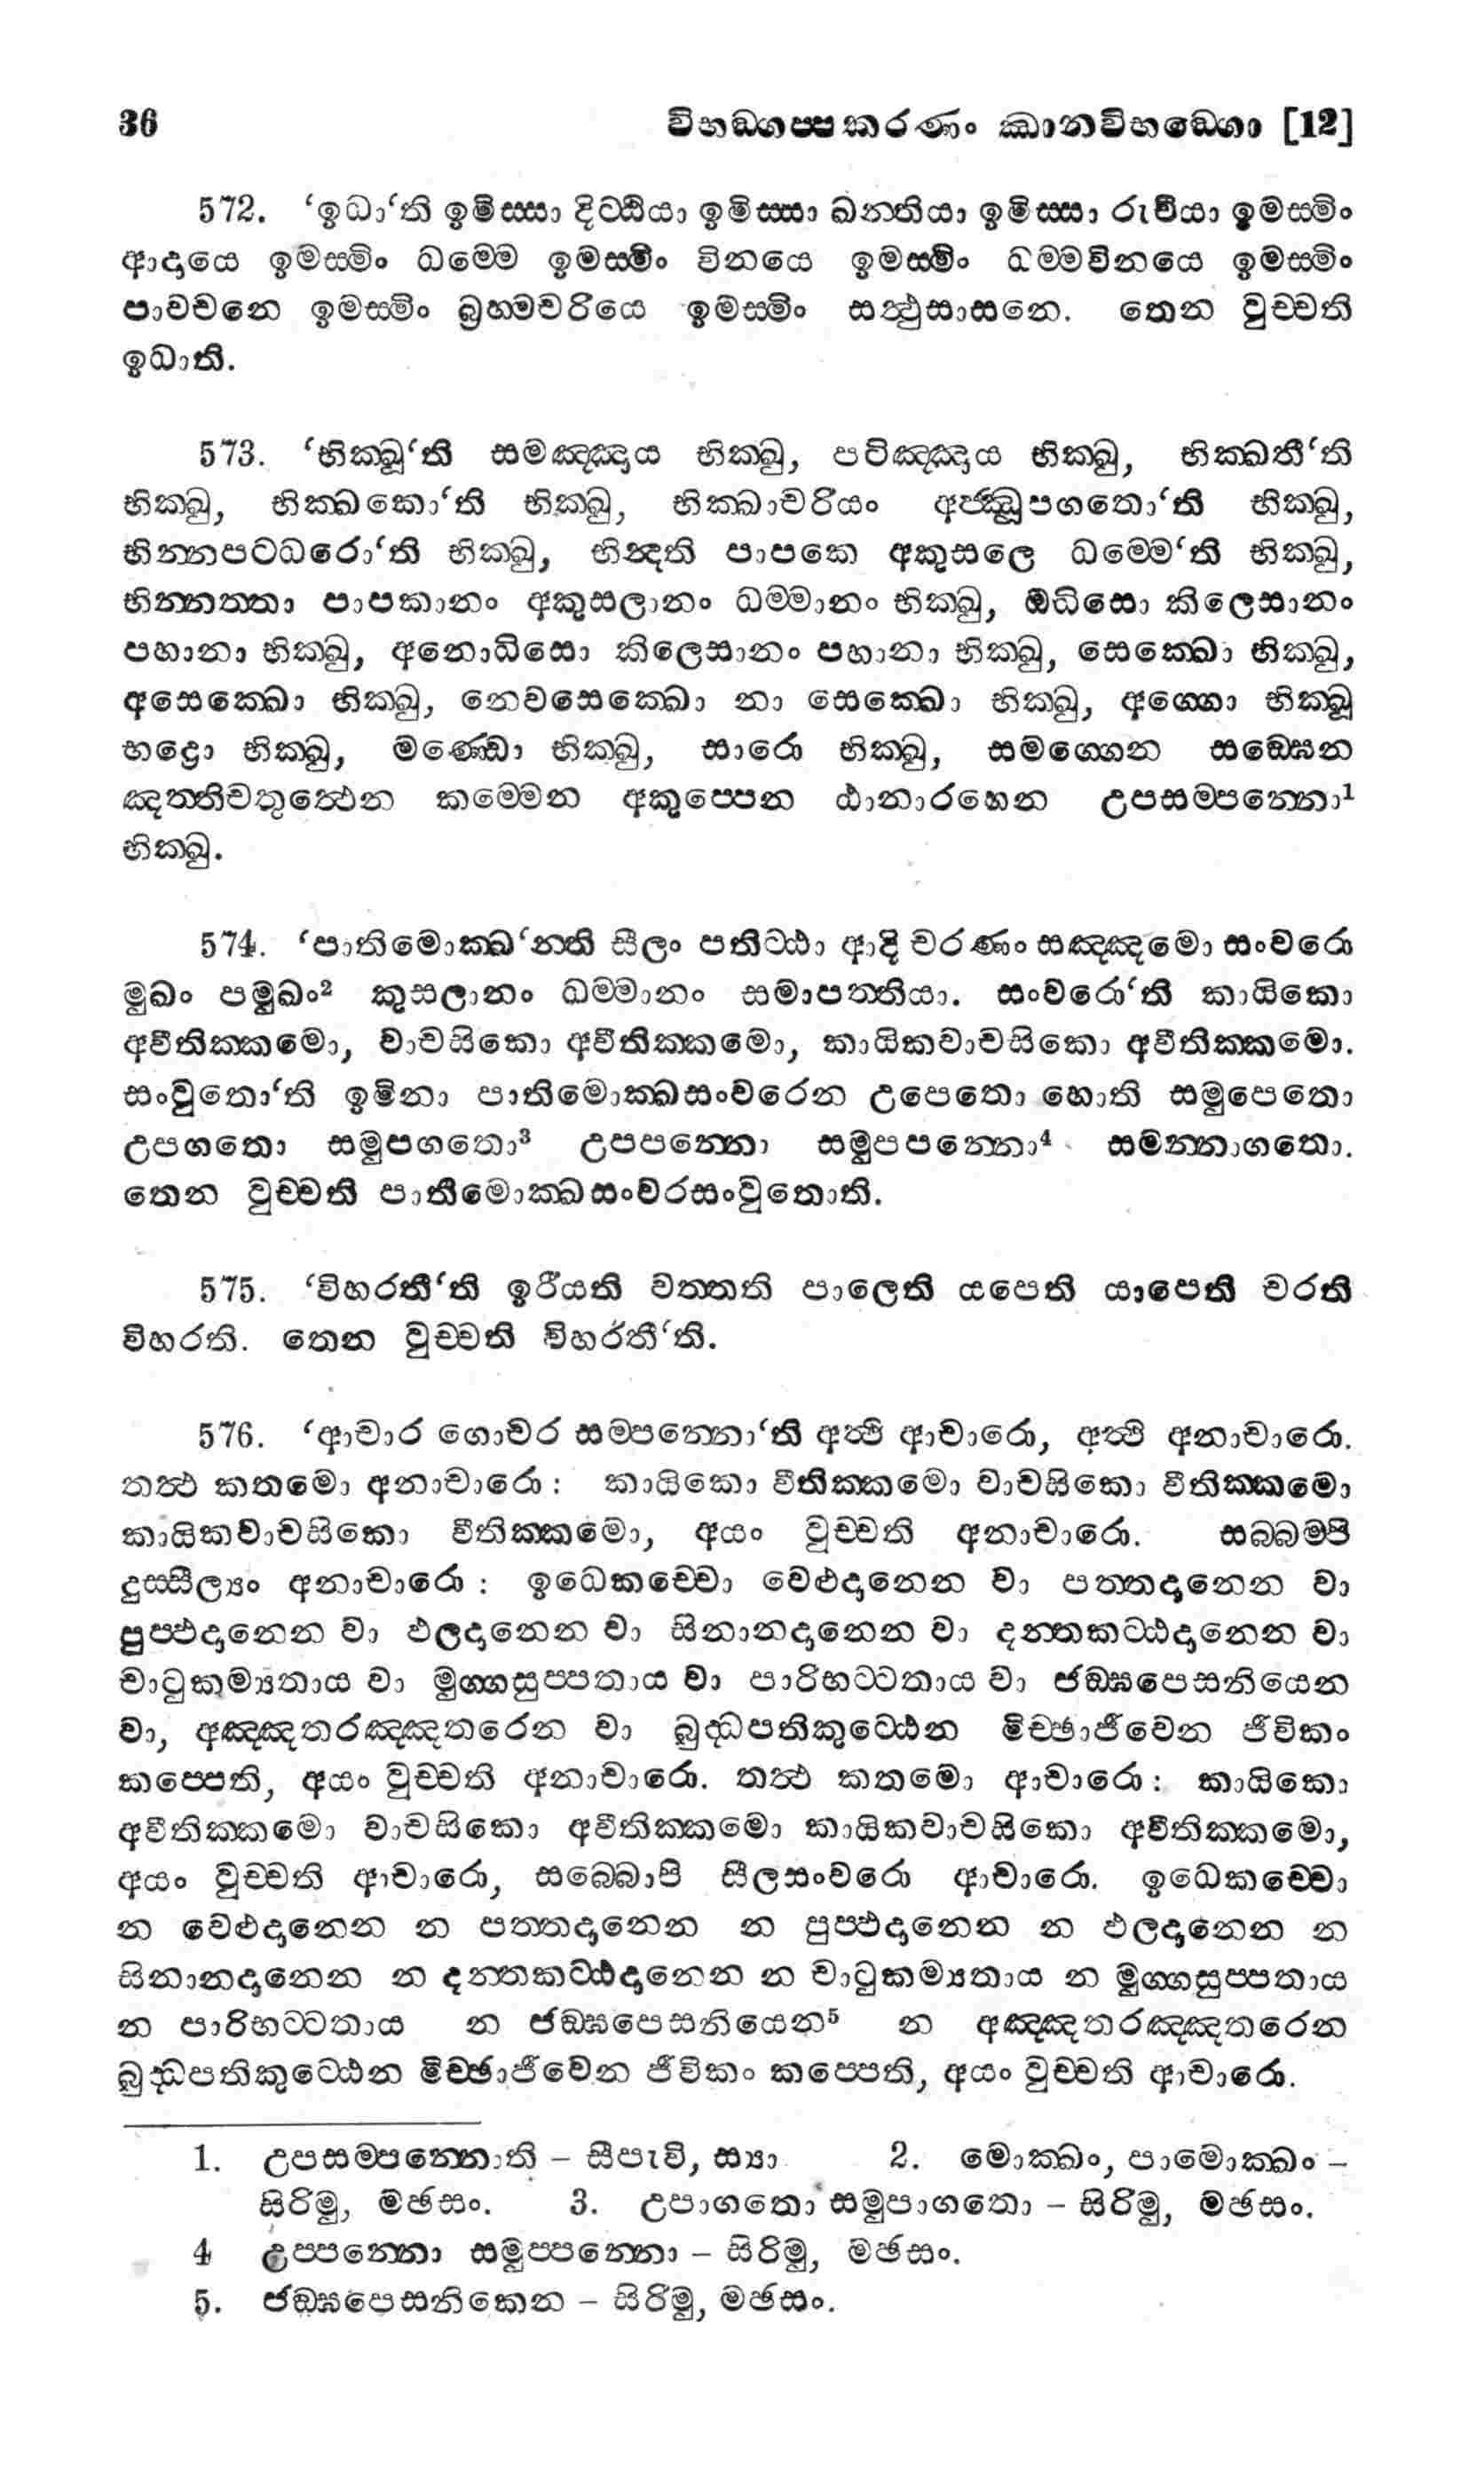 36 විභඞ්ගප්පකරණං ඣානවිභඞ්ගො [12]
572. ‘ඉධා‘ති ඉමිස්සා දිට්ඨියා ඉමිස්සා ඛන්තියා ඉමිස්සා රුචියා ඉමස්මිං
ආදායෙ ඉමස්මිං ධම්මෙ ඉමස්මිං විනයෙ ඉමස්මිං ධම්මවිනයෙ ඉමස්මිං
පාවචනෙ ඉමස්මිං බ්‍රහ්මචරියෙ ඉමස්මිං සත්‍ථුසාසනෙ. තෙන වුච්චති
ඉධාති.
573. ‘භික්ඛූ‘ති සමඤ්ඤාය භික්ඛු, පටිඤ්ඤාය භික්ඛු, භික්ඛතී‘ති
භික්ඛු, භික්ඛකො‘ති භික්ඛු, භික්ඛාචරියං අජ්ඣූපගතො‘ති භික්ඛු,
භින්නපටධරො‘ති භික්ඛු, භින්‍දති පාපකෙ අකුසලෙ ධම්මෙ‘ති භික්ඛු,
භින්නත්තා පාපකානං අකුසලානං ධම්මානං භික්ඛු, ඔධිසො කිලෙසානං
පහානා භික්ඛු, අනොධිසො කිලෙසානං පහානා භික්ඛු, සෙක්ඛො භික්ඛු,
අසෙක්ඛො භික්ඛු, නෙවසෙක්ඛො නා සෙක්ඛො භික්ඛු, අග්ගො භික්ඛූ
භද්‍රො භික්ඛු, මණ්ඩො භික්ඛු, සාරො භික්ඛු, සමග්ගෙන සඞ්ඝෙන
ඤත්තිචතුත්‍ථෙන කම්මෙන අකුප්පෙන ඨානාරහෙන උපසම්පන්නො¹
භික්ඛු.
574. ‘පාතිමොක්ඛ‘න්ති සීලං පතිට්ඨා ආදි චරණං සඤ්ඤමො සංවරො
මුඛං පමුඛං² කුසලානං ධම්මානං සමාපත්තියා. සංවරො‘ති කායිකො
අවීතික්කමො, වාචසිකො අවීතික්කමො, කායිකවාචසිකො අවීතික්කමො.
සංවුතො‘ති ඉමිනා පාතිමොක්ඛසංවරෙන උපෙතො හොති සමුපෙතො
උපගතො සමුපගතො³ උපපන්නො සමුපපන්නො⁴ සමන්නාගතො.
තෙන වුච්චති පාතිමොක්ඛසංවරසංවුතොති.
575. ‘විහරතී‘ති ඉරීයති වත්තති පාලෙති යපෙති යාපෙති චරති
විහරති. තෙන වුච්චති විහරතී‘ති.
576. ‘ආචාර ගොචර සම්පන්නො‘ති අත්‍ථි ආචාරො, අත්‍ථි අනාචාරො.
තත්‍ථ කතමො අනාචාරො : කායිකො වීතික්කමො වාචසිකො වීතික්කමො
කායිකවාචසිකො වීතික්කමො, අයං වුච්චති අනාචාරො. සබ්බම්පි
දුස්සීල්‍යං අනාචාරො : ඉධෙකච්චො වෙළුදානෙන වා පත්තදානෙන වා
පුප්ඵදානෙන වා ඵලදානෙන වා සිනානදානෙන වා දන්තකට්ඨදානෙන වා
චාටුකම්‍යතාය වා මුග්ගසුප්පතාය වා පාරිභට්ටතාය වා ජඞ්ඝපෙසනියෙන
වා, අඤ්ඤතරඤ්ඤතරෙන වා බුද්ධපතිකුට්ඨෙන මිච්ඡාජීවෙන ජීවිකං
කප්පෙති, අයං වුච්චති අනාචාරො. තත්‍ථ කතමො ආචාරො : කායිකො
අවීතික්කමො වාචසිකො අවීතික්කමො කායිකවාචසිකො අවීතික්කමො,
අයං වුච්චති ආචාරො, සබ්බොපි සීලසංවරො ආචාරො. ඉධෙකච්චො
න වෙළුදානෙන න පත්තදානෙන න පුප්ඵදානෙන න ඵලදානෙන න
සිනානදානෙන න දන්තකට්ඨදානෙන න චාටුකම්‍යතාය න මුග්ගසුප්පතාය
න පාරිභට්ටතාය න ජඞ්ඝපෙසනියෙන⁵ න අඤ්ඤතරඤ්ඤතරෙන
බුද්ධපතිකුට්ඨෙන මිච්ඡාජීවෙන ජීවිකං කප්පෙති, අයං වුච්චති ආචාරො.
1. උපසම්පන්නොති – සීපැවි, ස්‍යා 2. මොක්ඛං, පාමොක්ඛං –
සිරිමු, මඡසං. 3. උපාගතො සමුපාගතො – සිරිමු, මඡසං.
4 උප්පන්නො සමුප්පන්නො – සිරිමු, මඡසං.
5. ජඞ්ඝපෙසනිකෙන – සිරිමු, මඡසං.